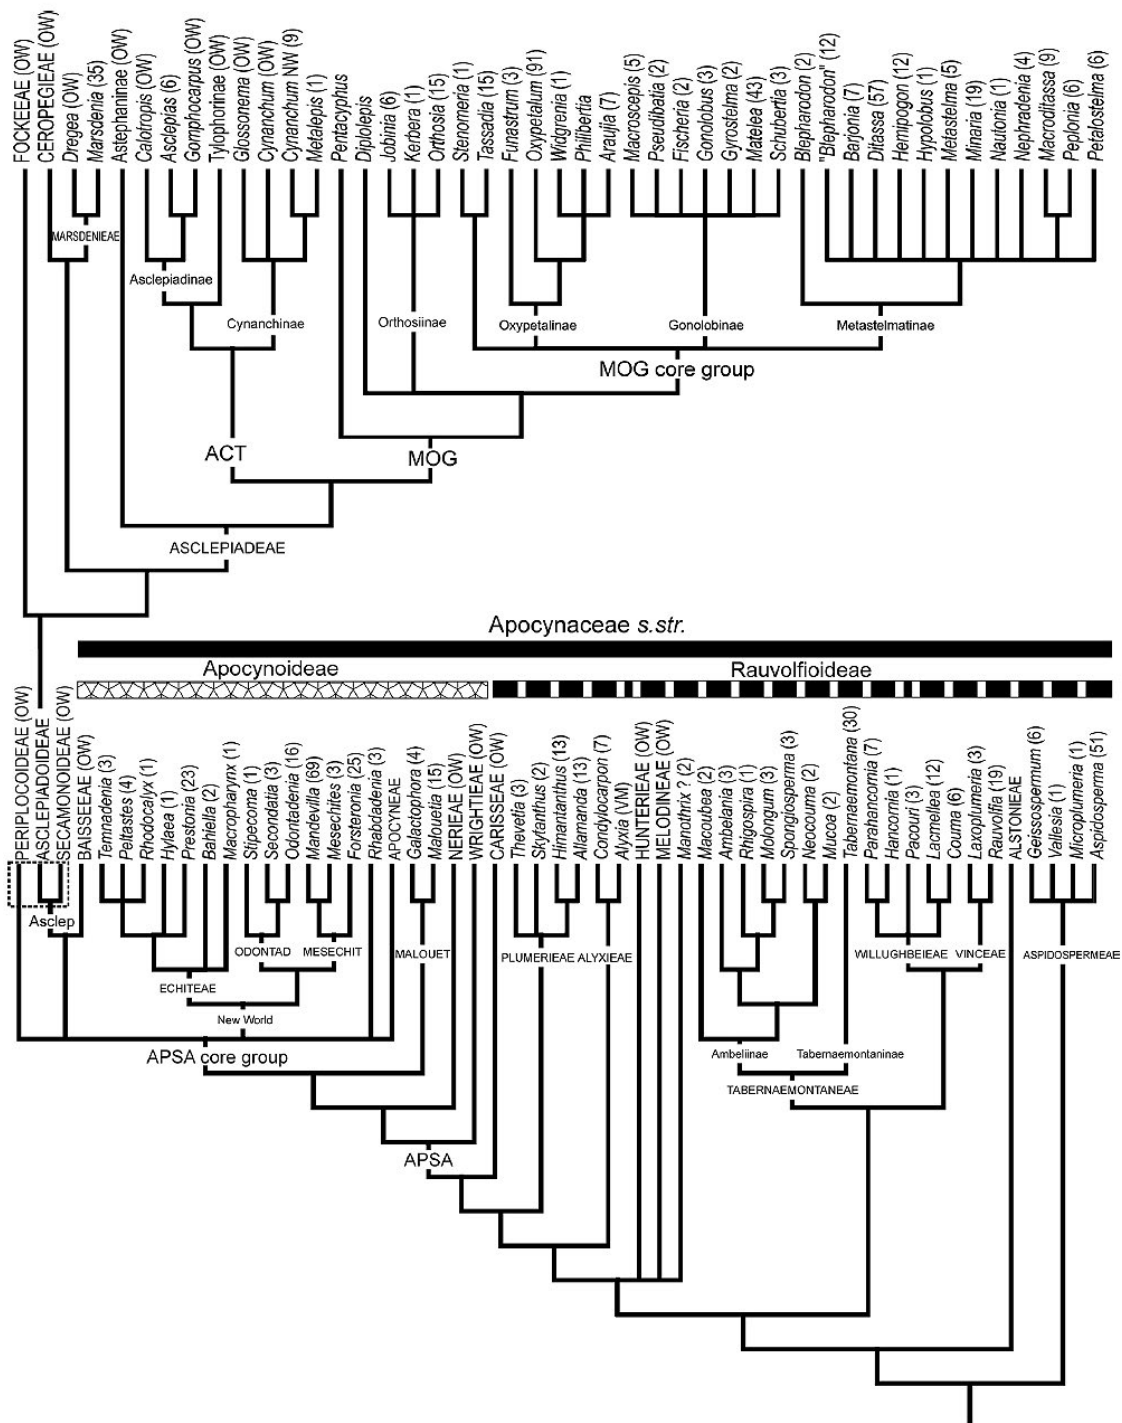 FOCKEEAE (OW)
CEROPEGIEAE (OW)
Dregea (OW)
Marsdenia (35)
Astephaninae (OW)
Calotropis (OW)
Asclepias (6)
Gomphocarpus (OW)
Tylophorinae (OW)
Glossonema (OW)
Cynanchum (OW)
Cynanchum NW (9)
Metalepis (1)
Pentacyphus
Diplolepis
Jobinia (6)
Kerbera (1)
Orthosia (15)
Stenomeria (1)
Tassadia (15)
Funastrum (3)
Oxypetalum (91)
Widgrenia (1)
Philibertia
Araujia (7)
Macroscepis (5)
Pseudibatia (2)
Fischeria (2)
Gonolobus (3)
Gyrostelma (2)
Matelea (43)
Schubertia (3)
Blepharodon (2)
"Blepharodon" (12)
Barjonia (7)
Ditassa (57)
Hemipogon (12)
Hypolobus (1)
Metastelma (5)
Minaria (19)
Nautonia (1)
Nephradenia (4)
Macroditassa (9)
Peplonia (6)
Petalostelma (6)
MARSDENIEAE
Asclepiadinae
Cynanchinae
Orthosiinae
Oxypetalinae
Gonolobinae
Metastelmatinae
MOG core group
ACT
MOG
ASCLEPIADEAE
Apocynaceae s.str.
Apocynoideae
Rauvolfioideae
PERIPLOCOIDEAE (OW)
ASCLEPIADOIDEAE
SECAMONOIDEAE (OW)
BAISSEEAE (OW)
Temnadenia (3)
Peltastes (4)
Rhodocalyx (1)
Hylaea (1)
Prestonia (23)
Bahiella (2)
Macropharynx (1)
Stipecoma (1)
Secondatia (3)
Odontadenia (16)
Mandevilla (69)
Mesechites (3)
Forsteronia (25)
Rhabdadenia (3)
APOCYNEAE
Galactophora (4)
Malouetia (15)
NERIEAE (OW)
WRIGHTIEAE (OW)
CARISSEAE (OW)
Thevetia (3)
Skytanthus (2)
Himatanthus (13)
Allamanda (13)
Condylocarpon (7)
Alyxia (VM)
HUNTERIEAE (OW)
MELODINEAE (OW)
Manothrix ? (2)
Macoubea (2)
Ambelania (3)
Rhigospira (1)
Molongum (3)
Spongiosperma (3)
Neocouma (2)
Mucoa (2)
Tabernaemontana (30)
Parahancornia (7)
Hancornia (1)
Pacouri (3)
Lacmellea (12)
Couma (6)
Laxoplumeria (3)
Rauvolfia (19)
ALSTONIEAE
Geissospermum (6)
Vallesia (1)
Microplumeria (1)
Aspidosperma (51)
Asclep
ODONTAD
MESECHIT
MALOUET
PLUMERIEAE
ALYXIEAE
WILLUGHBEIEAE
VINCEAE
ASPIDOSPERMEAE
ECHITEAE
New World
APSA core group
Ambeliinae
Tabernaemontaninae
TABERNAEMONTANEAE
APSA